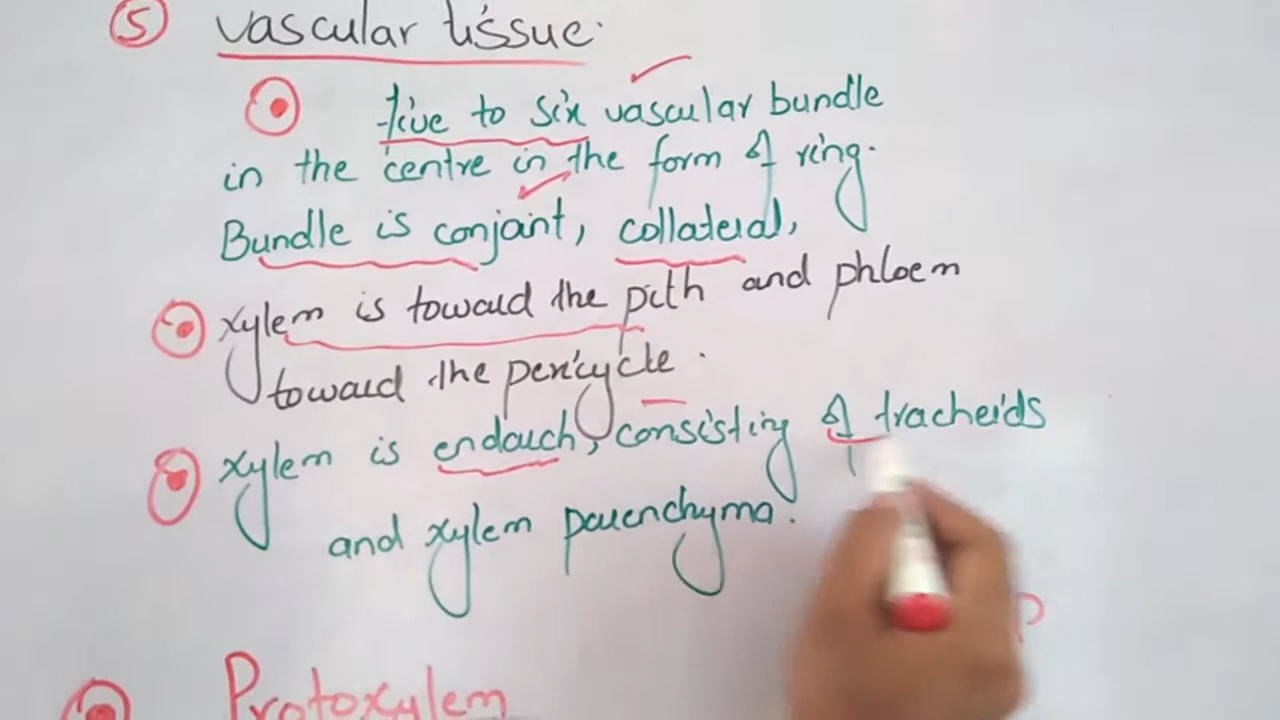 5 vascular tissue.
five to six vascular bundle
in the centre in the form of ring.
Bundle is conjoint, collateral,
xylem is toward the pith and phloem
toward the pericycle.
xylem is endarch, consisting of tracheids
and xylem parenchyma.
Protoxylem